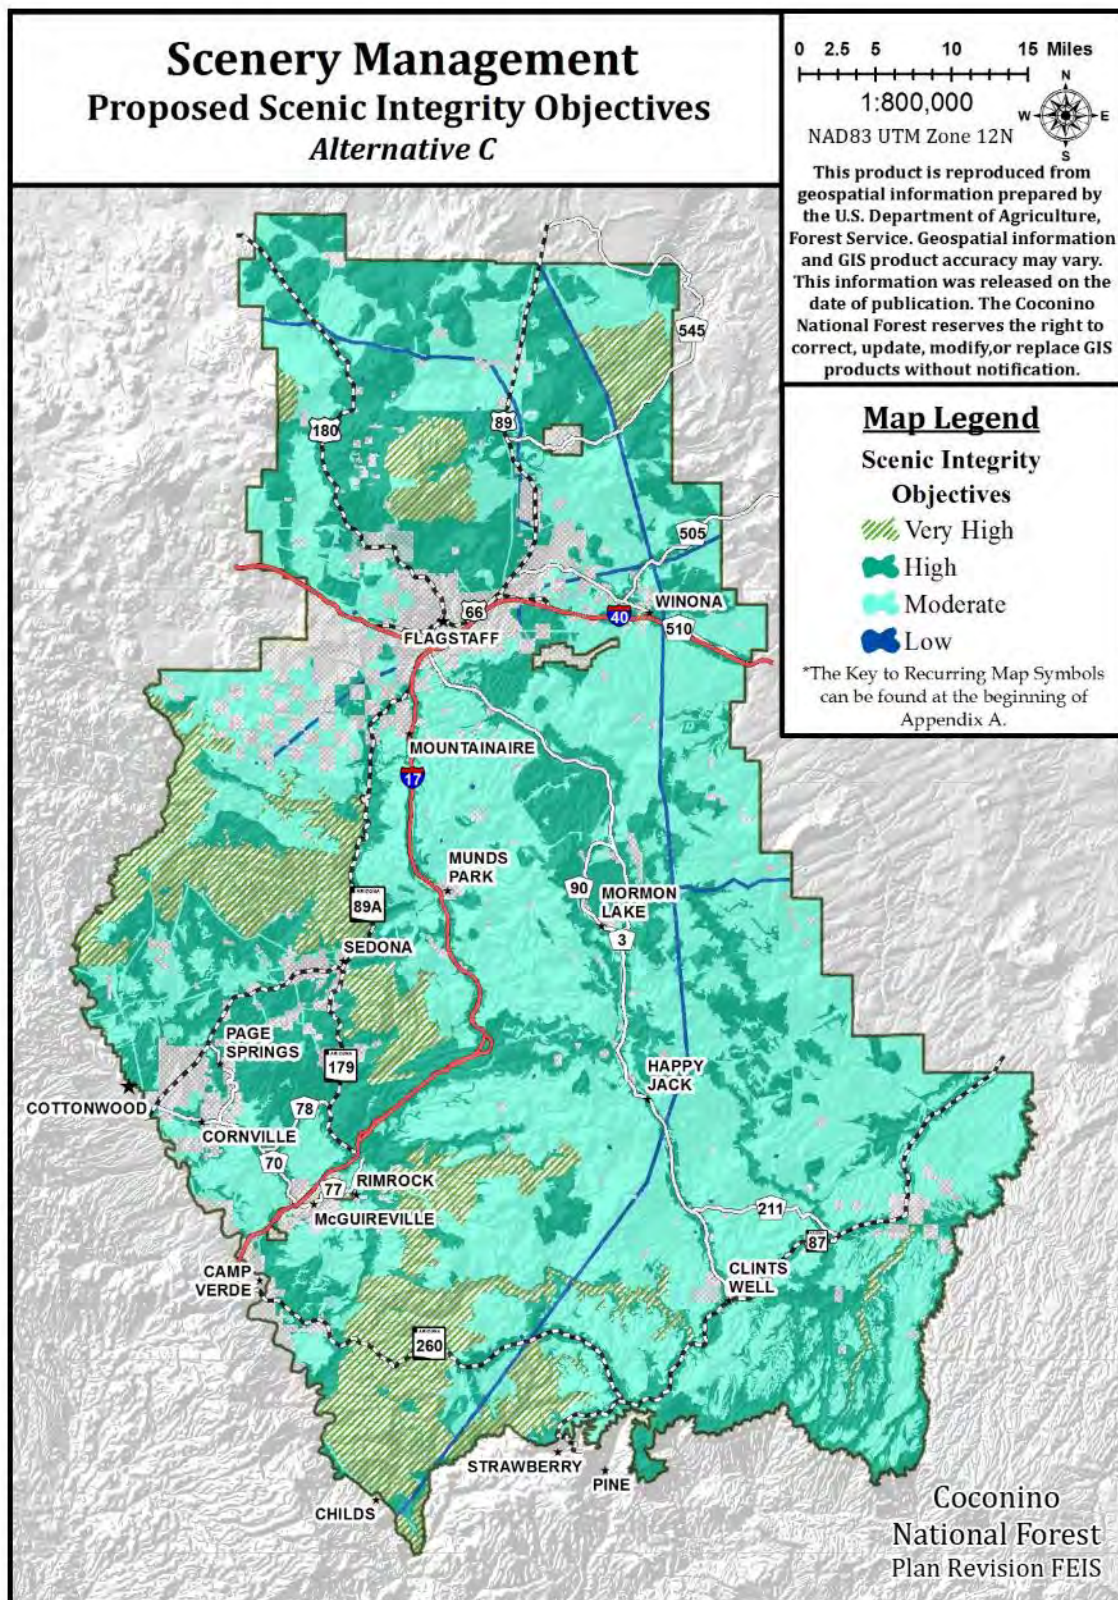 Scenery Management
Proposed Scenic Integrity Objectives
Alternative C
0 2.5 5 10 15 Miles
1:800,000
NAD83 UTM Zone 12N
N
W E
S
This product is reproduced from
geospatial information prepared by
the U.S. Department of Agriculture,
Forest Service. Geospatial information
and GIS product accuracy may vary.
This information was released on the
date of publication. The Coconino
National Forest reserves the right to
correct, update, modify,or replace GIS
products without notification.
Map Legend
Scenic Integrity
Objectives
Very High
High
Moderate
Low
*The Key to Recurring Map Symbols
can be found at the beginning of
Appendix A.
545
180
89
505
66
WINONA
40
510
FLAGSTAFF
MOUNTAINAIRE
17
MUNDS
PARK
90
MORMON
LAKE
ARIZONA
89A
3
SEDONA
PAGE
SPRINGS
ARIZONA
179
HAPPY
JACK
COTTONWOOD
78
CORNVILLE
70
77
RIMROCK
McGUIREVILLE
211
87
CAMP
VERDE
CLINTS
WELL
ARIZONA
260
STRAWBERRY
PINE
CHILDS
Coconino
National Forest
Plan Revision FEIS